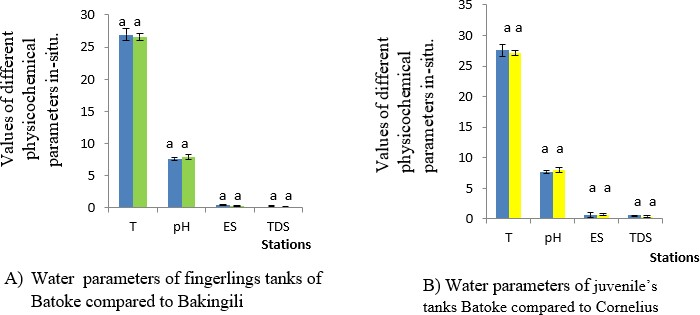 Values of different
physicochemical
parameters in-situ.
30
25
20
15
10
5
0
a a
a a
a a
a a
T pH ES TDS
Stations
A) Water parameters of fingerlings tanks of
Batoke compared to Bakingili
Values of different
physicochemical
parameters in-situ.
35
30
25
20
15
10
5
0
a a
a a
a a
a a
T pH ES TDS
Stations
B) Water parameters of juvenile's
tanks Batoke compared to Cornelius